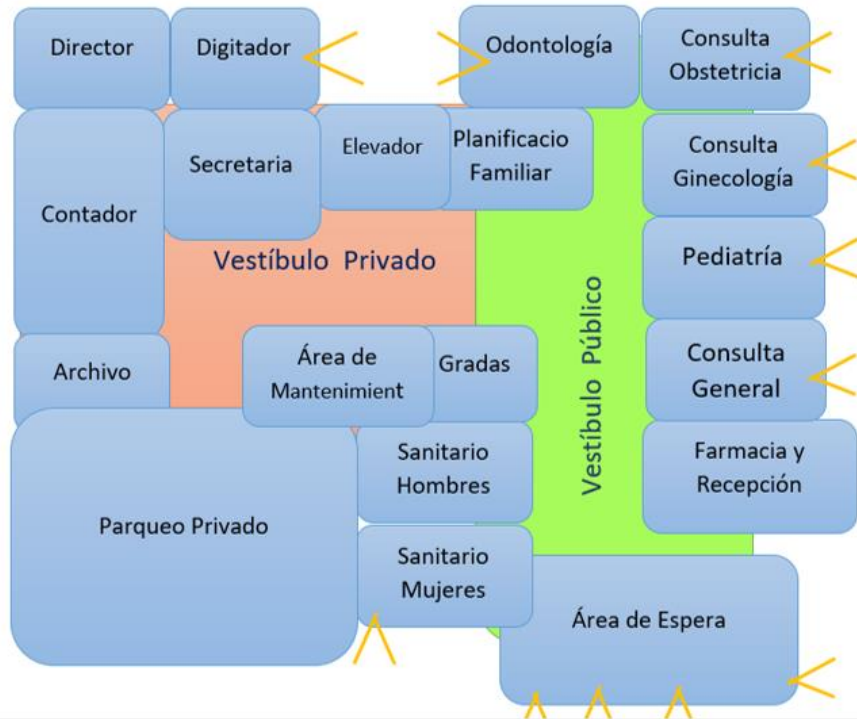 Director
Digitador
Odontología
Consulta
Obstetricia
Contador
Secretaria
Elevador
Planificacio
Familiar
Consulta
Ginecología
Vestíbulo Privado
Pediatría
Vestíbulo Público
Archivo
Área de
Mantenimient
Gradas
Consulta
General
Sanitario
Hombres
Farmacia y
Recepción
Parqueo Privado
Sanitario
Mujeres
Área de Espera